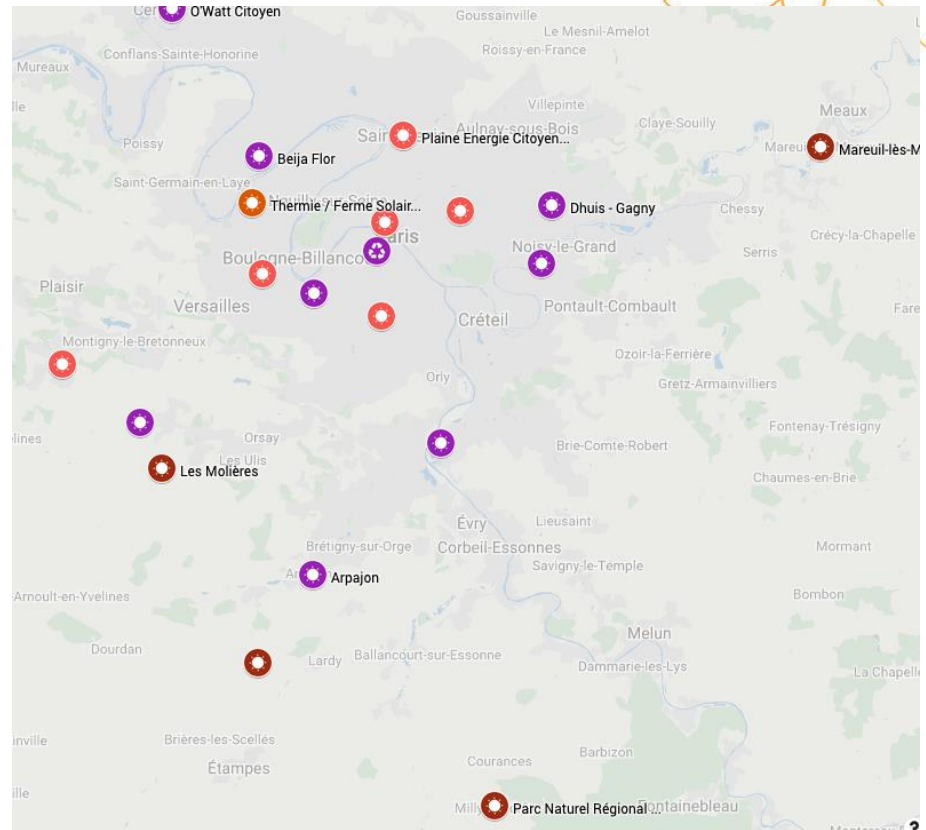 O'Watt Citoyen
Goussainville
Le Mesnil-Amelot
Roissy-en-France
Conflans-Sainte-Honorine
Mureaux
Villepinte
Meaux
Claye-Souilly
Aulnay-sous-Bois
Plaine Energie Citoyen...
Poissy
Mareuil-lès-M
Beija Flor
Saint-Germain-en-Laye
Thermie / Ferme Solair...
Dhuis - Gagny
Chessy
Crécy-la-Chapelle
Noisy-le-Grand
Serris
Plaisir
Versailles
Pontault-Combault
Créteil
Montigny-le-Bretonneux
Ozoir-la-Ferrière
Orly
Gretz-Armainvilliers
Fontenay-Trésigny
Orsay
Brie-Comte-Robert
Les Ulis
Les Molières
Chaumes-en-Brie
Évry
Lieusaint
Brétigny-sur-Orge
Corbeil-Essonnes
Mormant
Savigny-le-Temple
Arpajon
Arnoult-en-Yvelines
Bombon
Melun
Dourdan
Lardy
Ballancourt-sur-Essonne
Dammarie-les-Lys
La Chapelle
Brières-les-Scellés
Barbizon
Courances
Étampes
Parc Naturel Régional ...